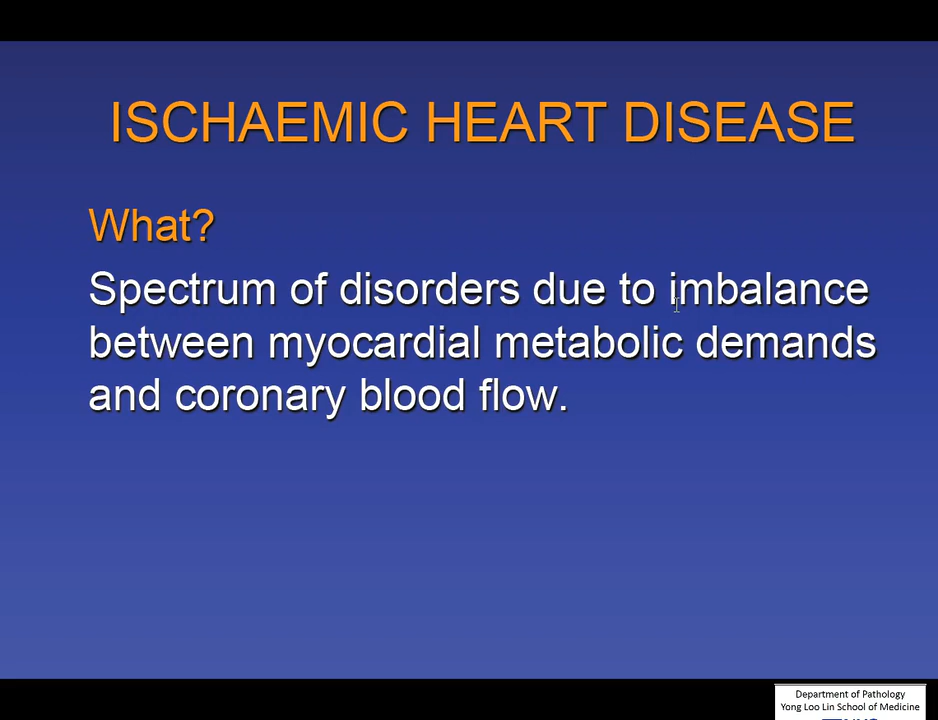 ISCHAEMIC HEART DISEASE
What?
Spectrum of disorders due to imbalance
between myocardial metabolic demands
and coronary blood flow.
Department of Pathology
Yong Loo Lin School of Medicine